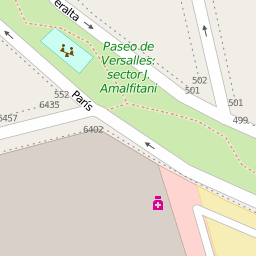 eralta
Paseo de
Versalles:
sector J.
Amalfitani
502
501
501
499
552
París
6435
6457
6402